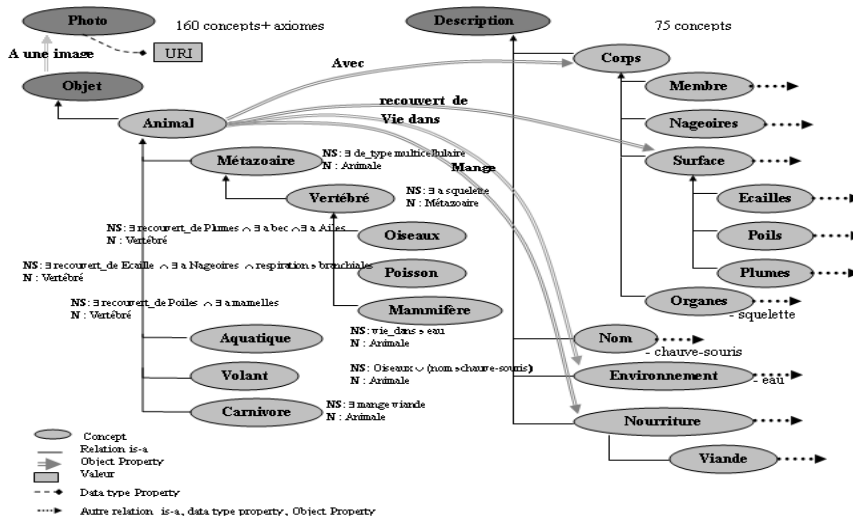 Photo
160 concepts+ axiomes
Description
75 concepts
A une image
URI
Objet
Avec
Corps
recouvert de
Membre
Animal
Vie dans
Nageoires
Métazoaire
NS: ∃ de_type multicellulaire
N : Animale
Mange
Surface
Vertébré
NS: ∃ a squelette
N : Métazoaire
Ecailles
NS: ∃ recouvert_de Plumes ∩ ∃ a bec ∩ ∃ a Ailes
N : Vertébré
Oiseaux
Poils
NS: ∃ recouvert_de Ecaille ∩ ∃ a Nageoires ∩ respiration ∍ branchiales
N : Vertébré
Poisson
Plumes
NS: ∃ recouvert_de Poiles ∩ ∃ a mamelles
N : Vertébré
Mammifère
Organes
- squelette
Aquatique
NS: vie_dans ∍ eau
N : Animale
Nom
- chauve-souris
Volant
NS: Oiseaux ∪ (nom ∍chauve-souris)
N : Animale
Environnement
- eau
Carnivore
NS: ∃ mange viande
N : Animale
Nourriture
Viande
Concept
Relation is-a
Object Property
Valeur
Data type Property
Autre relation is-a, data type property, Object Property